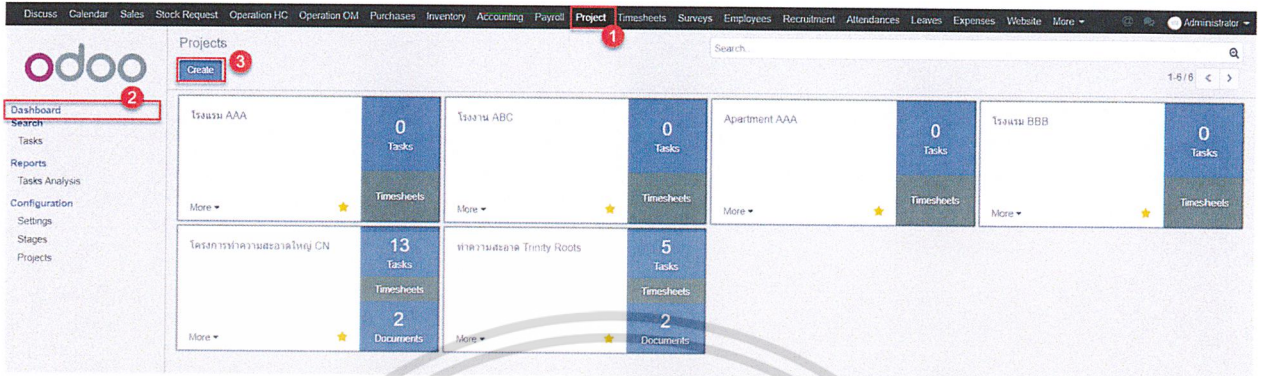 Discuss Calendar Sales Stock Request Operation HC Operation OM Purchases Inventory Accounting Payroll Project Timesheets Surveys Employees Recruitment Attendances Leaves Expenses Website More Administrator
1
odoo
Projects
Search...
Create
3
1-6 / 6
2
Dashboard
Search
Tasks
Reports
Tasks Analysis
Configuration
Settings
Stages
Projects
โรงแรม AAA
0
Tasks
Timesheets
More
โรงงาน ABC
0
Tasks
Timesheets
More
Apartment AAA
0
Tasks
Timesheets
More
โรงแรม BBB
0
Tasks
Timesheets
More
โครงการทำความสะอาดใหญ่ CN
13
Tasks
Timesheets
2
Documents
More
ทำความสะอาด Trinity Roots
5
Tasks
Timesheets
2
Documents
More